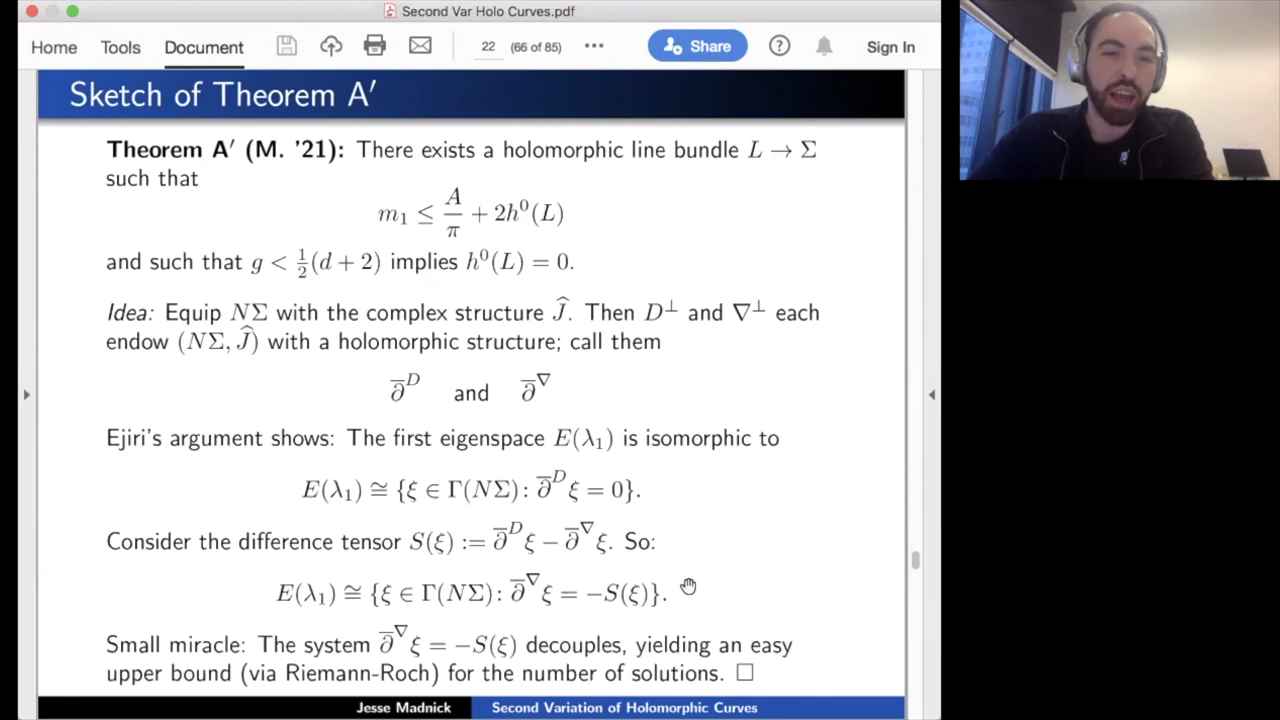 Second Var Holo Curves.pdf
Home Tools Document 22 (66 of 85) Share Sign In
Sketch of Theorem A′
Theorem A′ (M. '21): There exists a holomorphic line bundle L → Σ
such that
m₁ ≤ A/π + 2h⁰(L)
and such that g < ½(d + 2) implies h⁰(L) = 0.
Idea: Equip NΣ with the complex structure Ĵ. Then D⊥ and ∇⊥ each
endow (NΣ, Ĵ) with a holomorphic structure; call them
∂̄ᴰ and ∂̄^∇
Ejiri's argument shows: The first eigenspace E(λ₁) is isomorphic to
E(λ₁) ≅ {ξ ∈ Γ(NΣ): ∂̄ᴰξ = 0}.
Consider the difference tensor S(ξ) := ∂̄ᴰξ − ∂̄^∇ξ. So:
E(λ₁) ≅ {ξ ∈ Γ(NΣ): ∂̄^∇ξ = −S(ξ)}.
Small miracle: The system ∂̄^∇ξ = −S(ξ) decouples, yielding an easy
upper bound (via Riemann-Roch) for the number of solutions. □
Jesse Madnick Second Variation of Holomorphic Curves